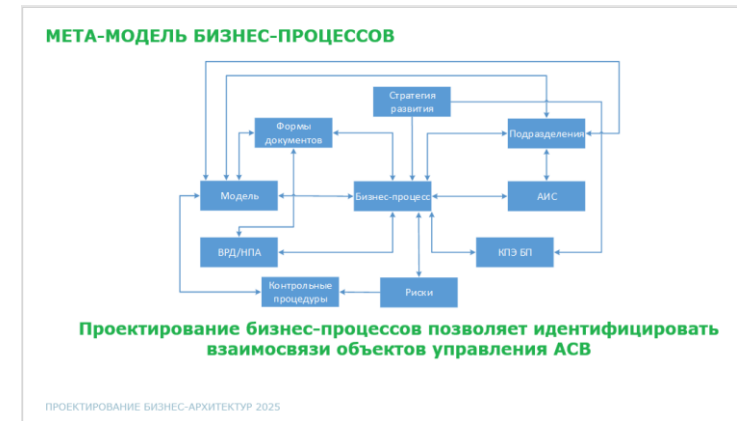 МЕТА-МОДЕЛЬ БИЗНЕС-ПРОЦЕССОВ
Стратегия
развития
Формы
документов
Подразделения
Модель
Бизнес-процесс
АИС
ВРД/НПА
КПЭ БП
Контрольные
процедуры
Риски
Проектирование бизнес-процессов позволяет идентифицировать
взаимосвязи объектов управления АСВ
ПРОЕКТИРОВАНИЕ БИЗНЕС-АРХИТЕКТУР 2025